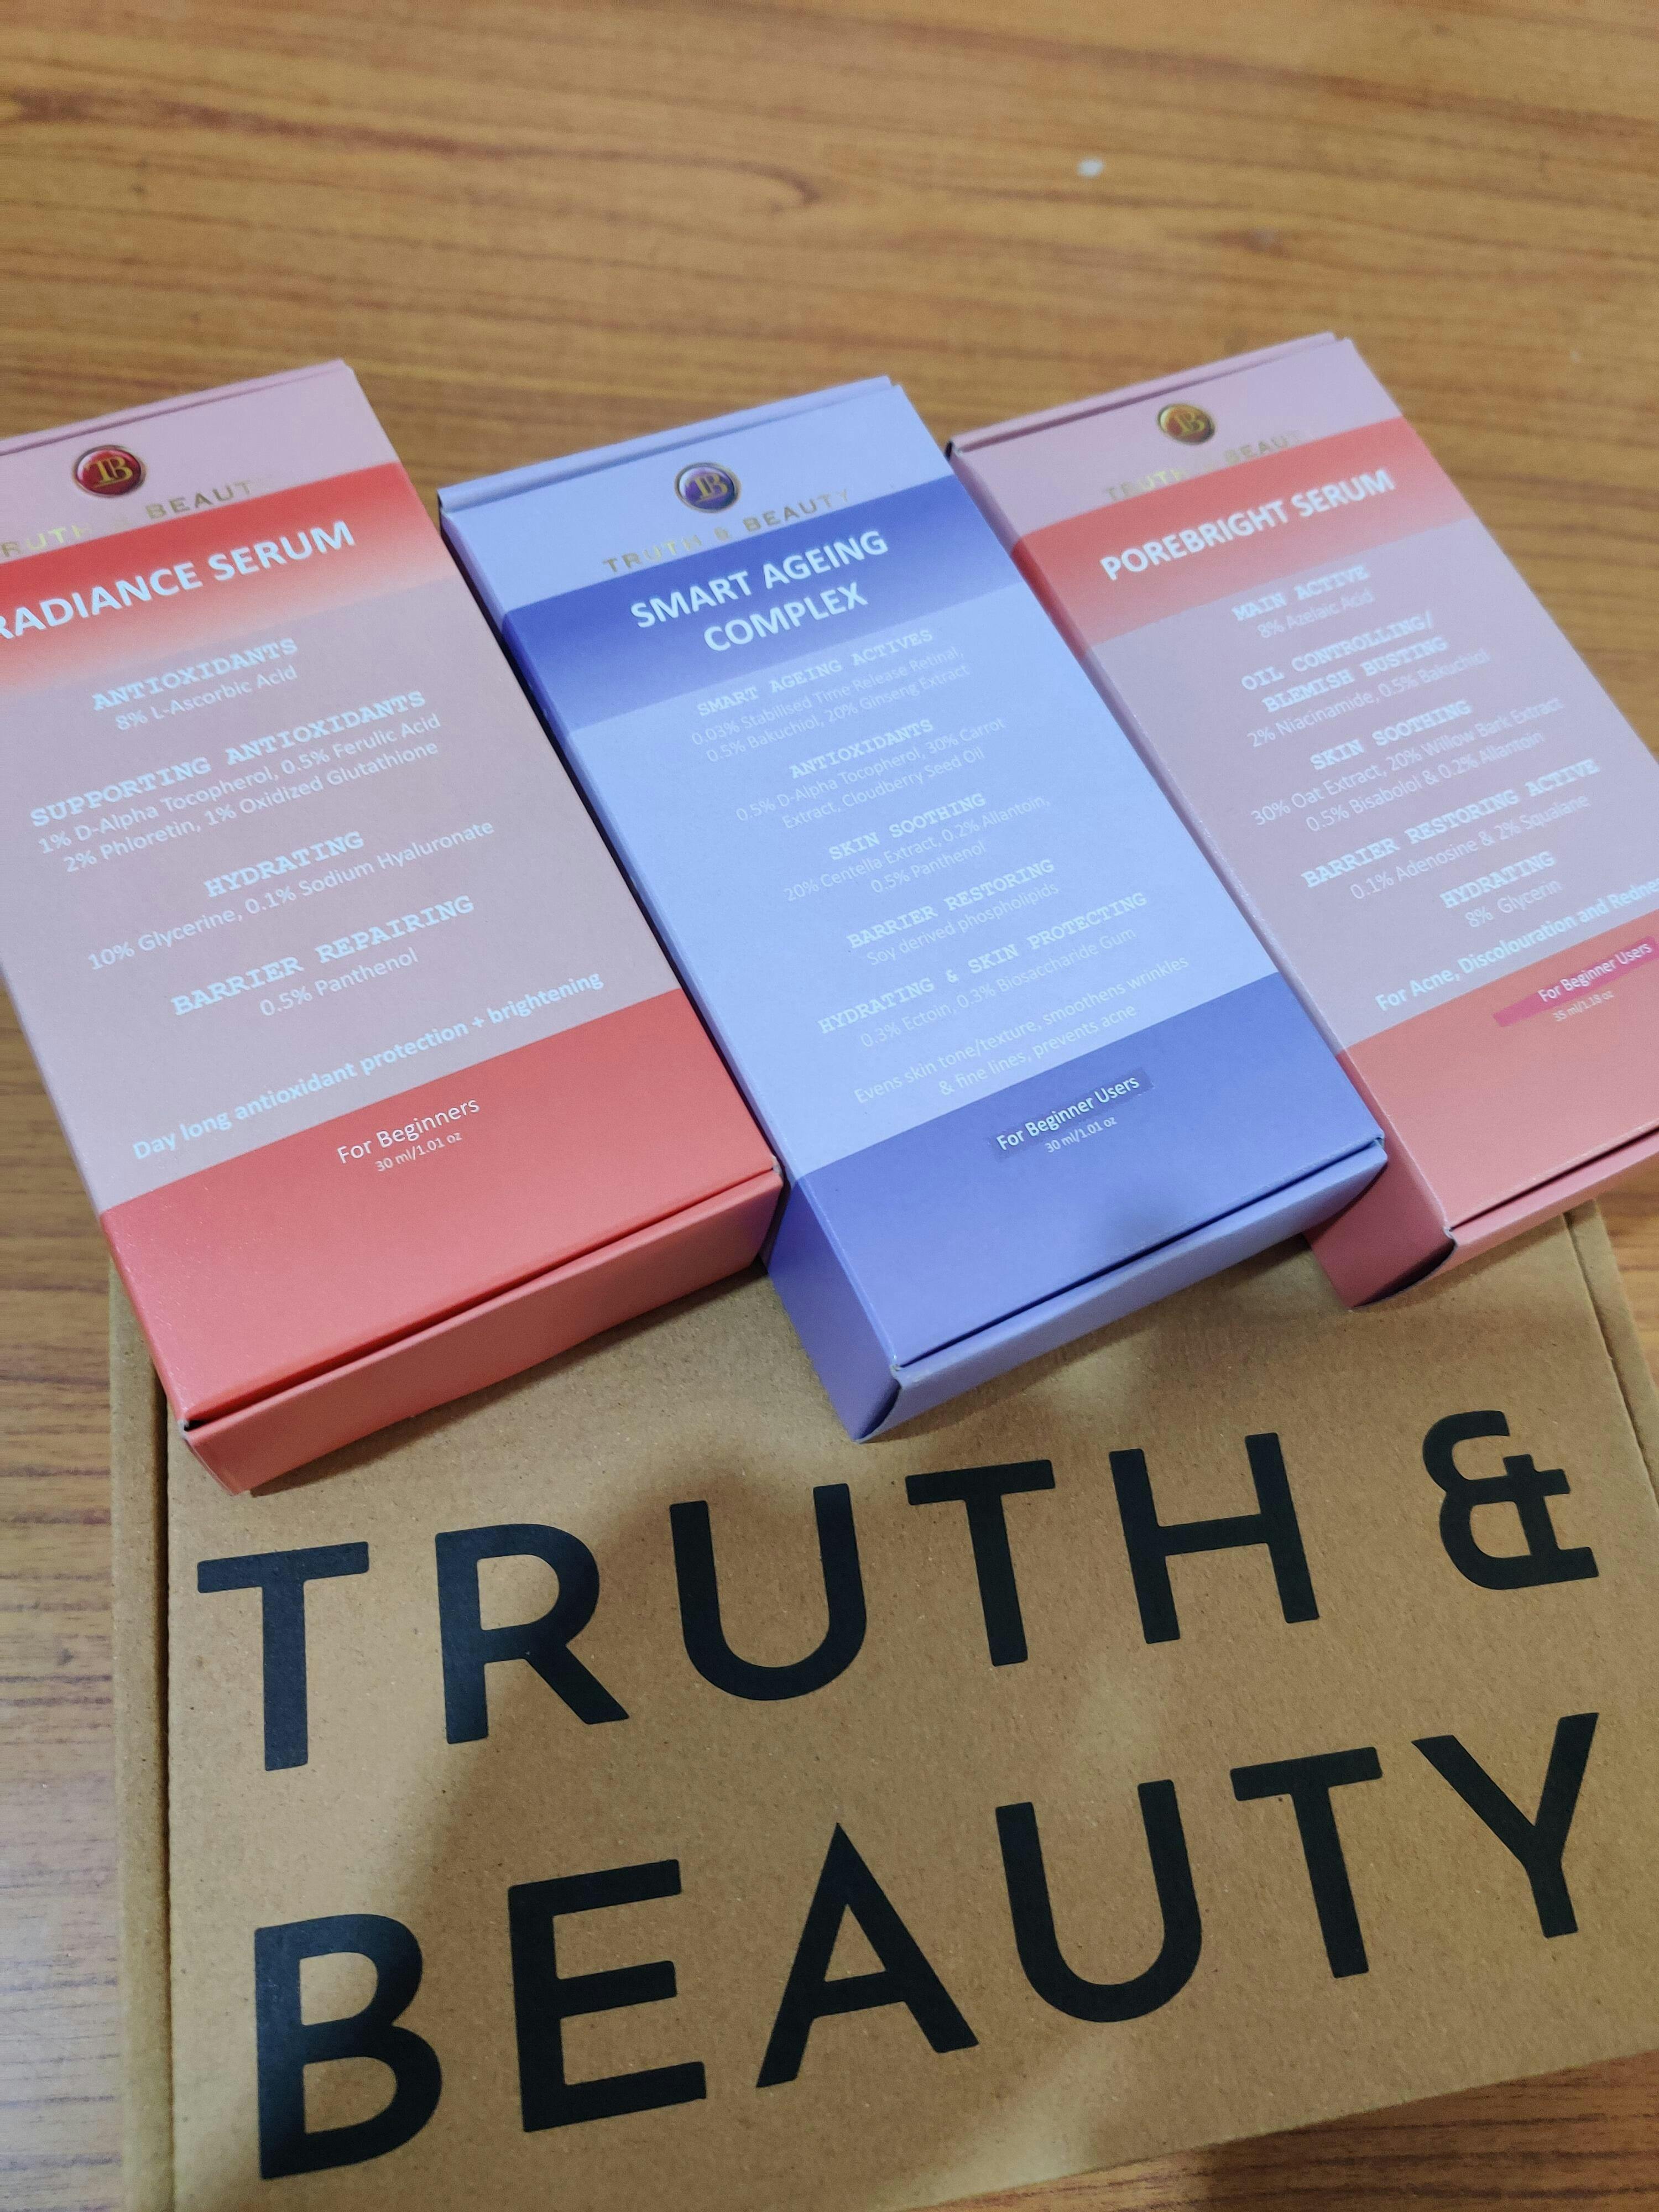 TB
TRUTH & BEAUTY
RADIANCE SERUM
ANTIOXIDANTS
8% L-Ascorbic Acid
SUPPORTING ANTIOXIDANTS
1% D-Alpha Tocopherol, 0.5% Ferulic Acid
2% Phloretin, 1% Oxidized Glutathione
HYDRATING
10% Glycerine, 0.1% Sodium Hyaluronate
BARRIER REPAIRING
0.5% Panthenol
Day long antioxidant protection + brightening
For Beginners
30 ml/1.01 oz
TB
TRUTH & BEAUTY
SMART AGEING
COMPLEX
SMART AGEING ACTIVES
0.03% Stabilised Time Release Retinal,
0.5% Bakuchiol, 20% Ginseng Extract
ANTIOXIDANTS
0.5% D-Alpha Tocopherol, 30% Carrot
Extract, Cloudberry Seed Oil
SKIN SOOTHING
20% Centella Extract, 0.2% Allantoin,
0.5% Panthenol
BARRIER RESTORING
Soy derived phospholipids
HYDRATING & SKIN PROTECTING
0.3% Ectoin, 0.3% Biosaccharide Gum
Evens skin tone/texture, smoothens wrinkles
& fine lines, prevents acne
For Beginner Users
30 ml/1.01 oz
TB
TRUTH & BEAUTY
POREBRIGHT SERUM
MAIN ACTIVE
8% Azelaic Acid
OIL CONTROLLING/
BLEMISH BUSTING
2% Niacinamide, 0.5% Bakuchiol
SKIN SOOTHING
30% Oat Extract, 20% Willow Bark Extract
0.5% Bisabolol & 0.2% Allantoin
BARRIER RESTORING ACTIVE
0.1% Adenosine & 2% Squalane
HYDRATING
8% Glycerin
For Acne, Discolouration and Redness
For Beginner Users
35 ml/1.18 oz
TRUTH &
BEAUTY